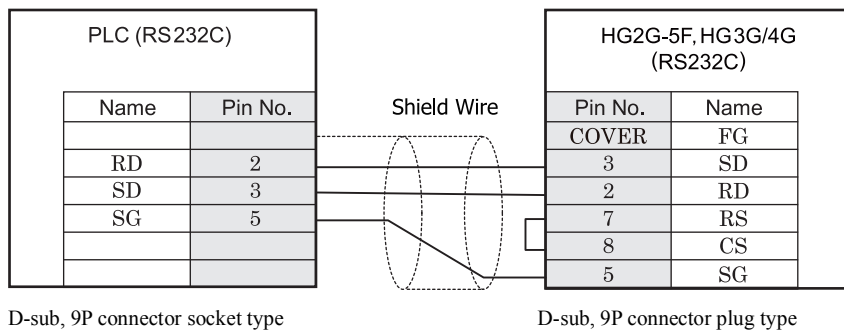 PLC (RS232C)
HG2G-5F, HG3G/4G
(RS232C)
Name Pin No. Shield Wire Pin No. Name
COVER FG
RD 2 3 SD
SD 3 2 RD
SG 5 7 RS
8 CS
5 SG
D-sub, 9P connector socket type D-sub, 9P connector plug type